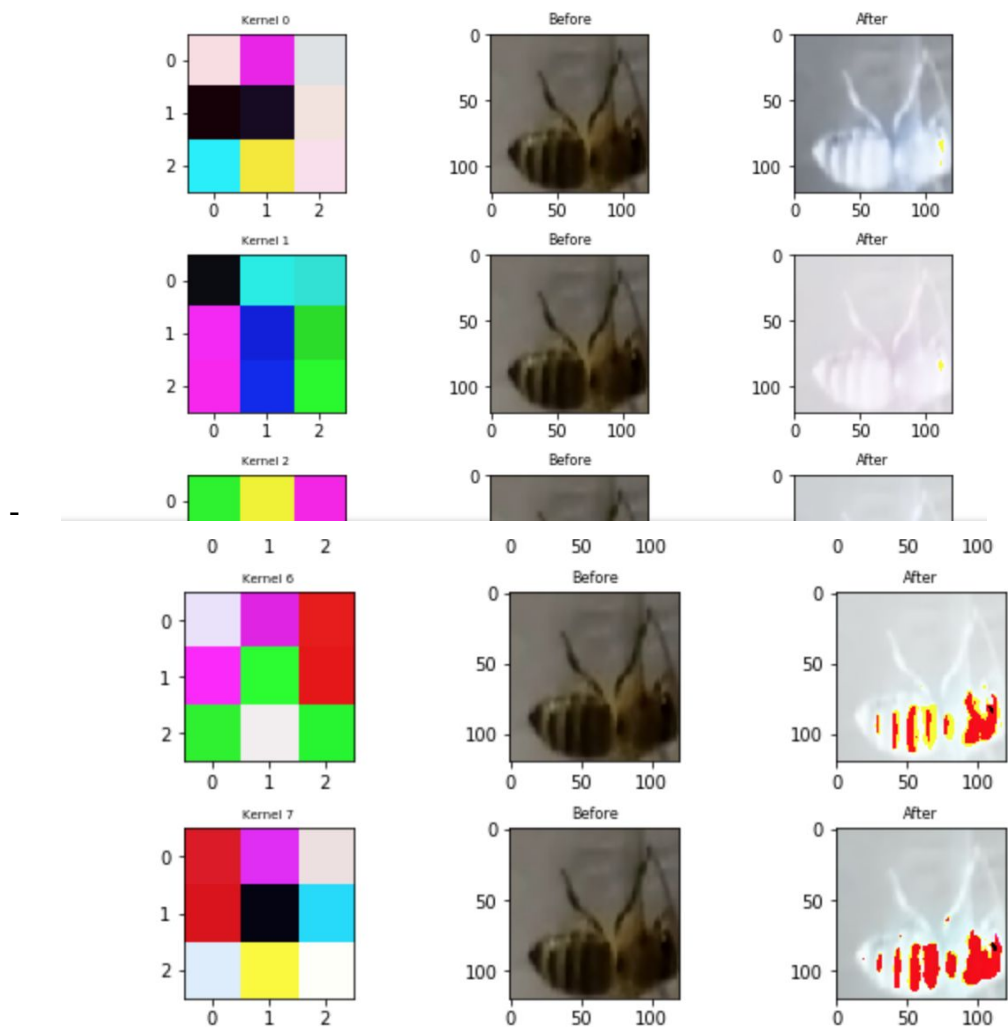 Kernel 0 Before After
0 0 0
1 50 50
2 100 100
0 1 2 0 50 100 0 50 100
Kernel 1 Before After
0 0 0
1 50 50
2 100 100
0 1 2 0 50 100 0 50 100
Kernel 2 Before After
0 0 0
-
0 1 2 0 50 100 0 50 100
Kernel 6 Before After
0 0 0
1 50 50
2 100 100
0 1 2 0 50 100 0 50 100
Kernel 7 Before After
0 0 0
1 50 50
2 100 100
0 1 2 0 50 100 0 50 100